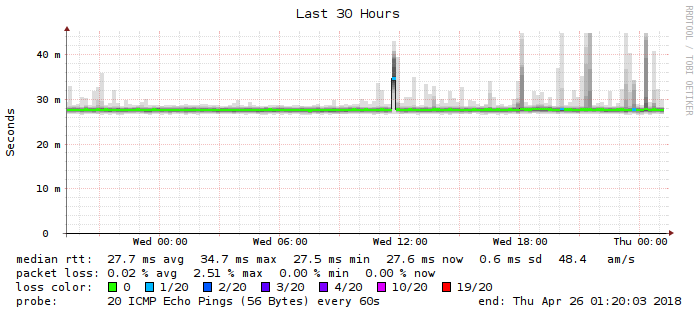 Last 30 Hours
RRDTOOL / TOBI OETIKER
Seconds
40 m
30 m
20 m
10 m
0
Wed 00:00 Wed 06:00 Wed 12:00 Wed 18:00 Thu 00:00
median rtt: 27.7 ms avg 34.7 ms max 27.5 ms min 27.6 ms now 0.6 ms sd 48.4 am/s
packet loss: 0.02 % avg 2.51 % max 0.00 % min 0.00 % now
loss color: 0 1/20 2/20 3/20 4/20 10/20 19/20
probe: 20 ICMP Echo Pings (56 Bytes) every 60s end: Thu Apr 26 01:20:03 2018